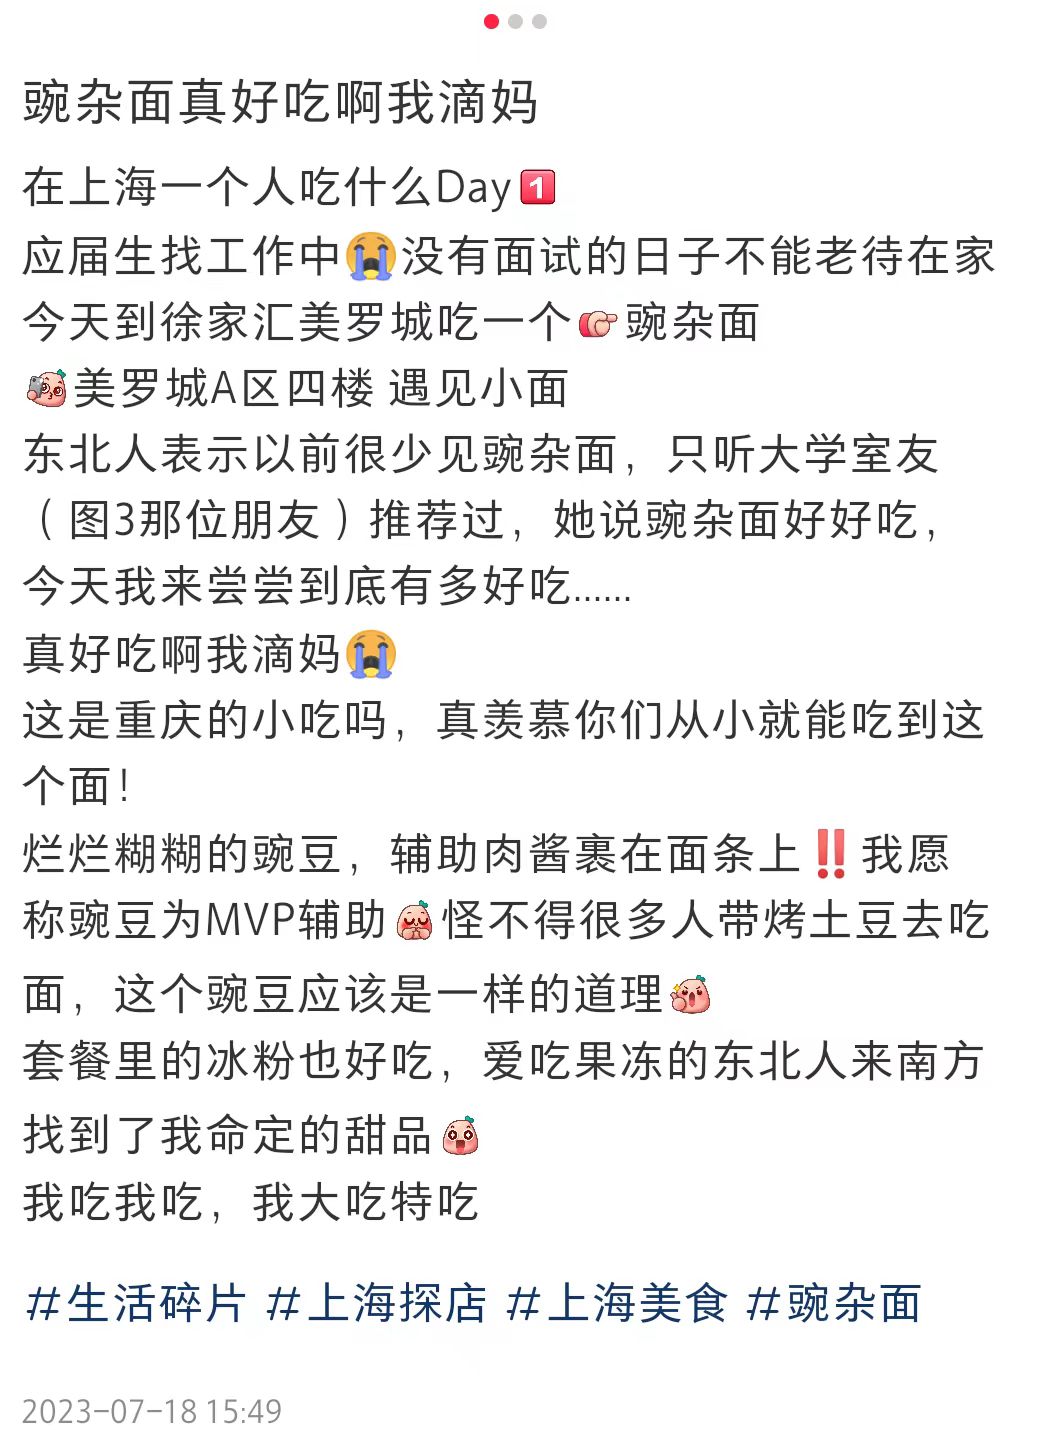 豌杂面真好吃啊我滴妈
在上海一个人吃什么Day1️⃣
应届生找工作中😭没有面试的日子不能老待在家
今天到徐家汇美罗城吃一个👉豌杂面
美罗城A区四楼 遇见小面
东北人表示以前很少见豌杂面，只听大学室友
（图3那位朋友）推荐过，她说豌杂面好好吃，
今天我来尝尝到底有多好吃……
真好吃啊我滴妈😭
这是重庆的小吃吗，真羡慕你们从小就能吃到这
个面！
烂烂糊糊的豌豆，辅助肉酱裹在面条上‼️我愿
称豌豆为MVP辅助怪不得很多人带烤土豆去吃
面，这个豌豆应该是一样的道理
套餐里的冰粉也好吃，爱吃果冻的东北人来南方
找到了我命定的甜品
我吃我吃，我大吃特吃
#生活碎片 #上海探店 #上海美食 #豌杂面
2023-07-18 15:49